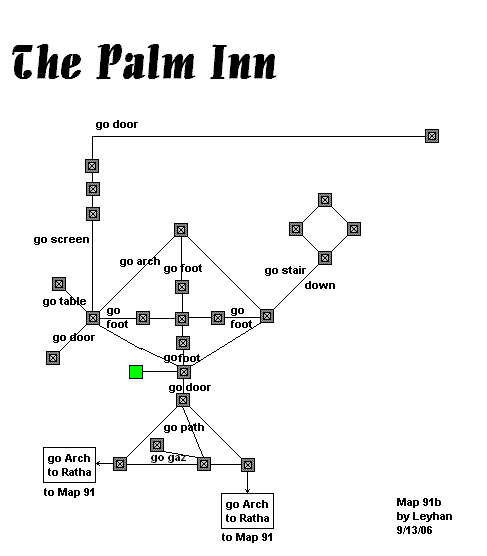 The Palm Inn
go door
go screen
go arch
go foot
go stair
down
go table
go
foot
go
foot
go door
gofoot
go door
go path
go gaz
go Arch
to Ratha
to Map 91
go Arch
to Ratha
to Map 91
Map 91b
by Leyhan
9/13/06